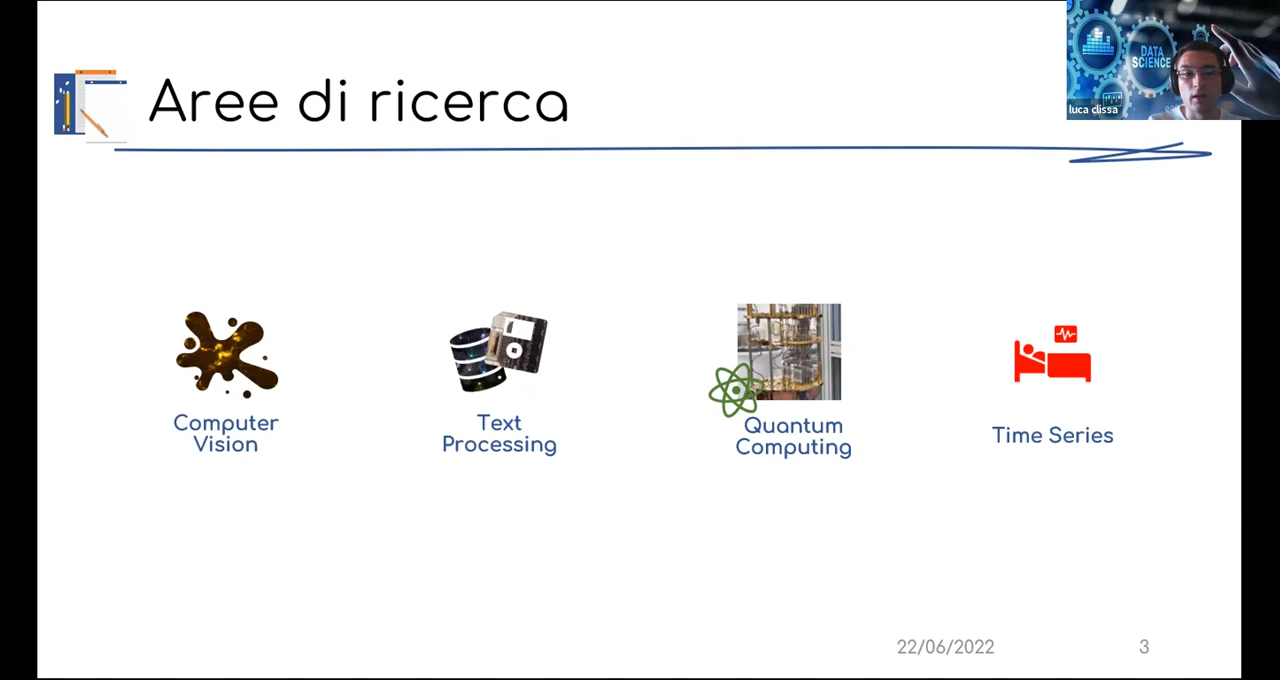 Aree di ricerca
DATA
SCIENCE
luca clissa
Computer
Vision
Text
Processing
Quantum
Computing
Time Series
22/06/2022
3